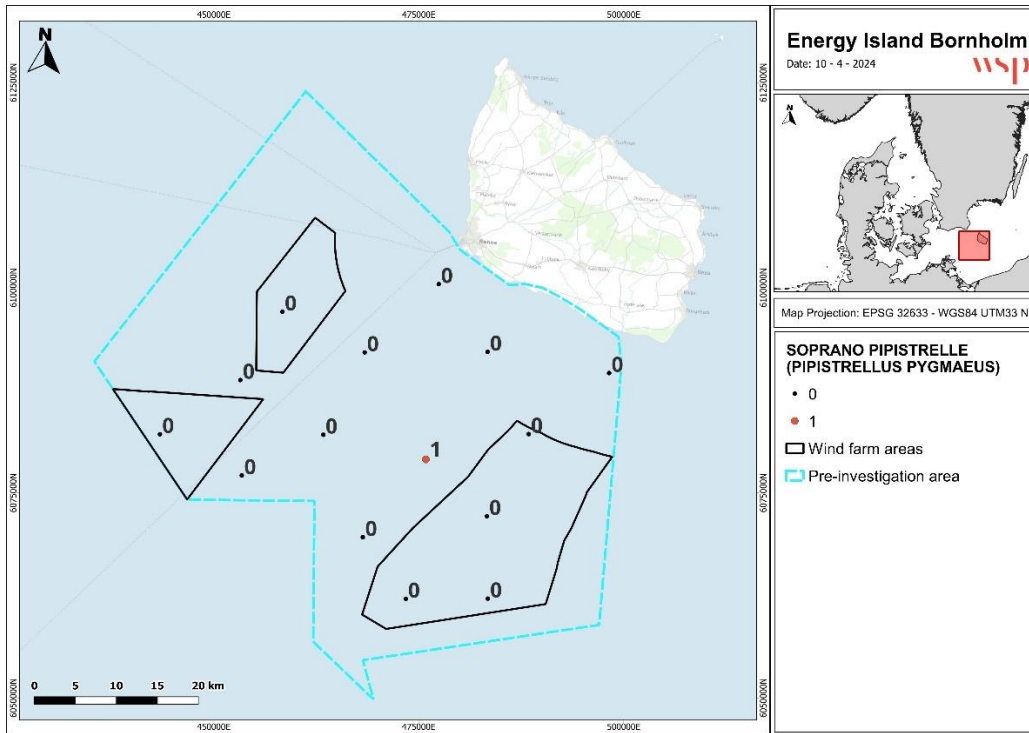 450000E 475000E 500000E
N
6125000N 6125000N
Rønne
0
6100000N 6100000N
0
0 0
0 0
0 0 0
1
0
6075000N 6075000N
0
0
0 0
0 5 10 15 20 km
6050000N 6050000N
450000E 475000E 500000E
Energy Island Bornholm
Date: 10 - 4 - 2024
wsp
N
Map Projection: EPSG 32633 - WGS84 UTM33 N
SOPRANO PIPISTRELLE
(PIPISTRELLUS PYGMAEUS)
0
1
Wind farm areas
Pre-investigation area